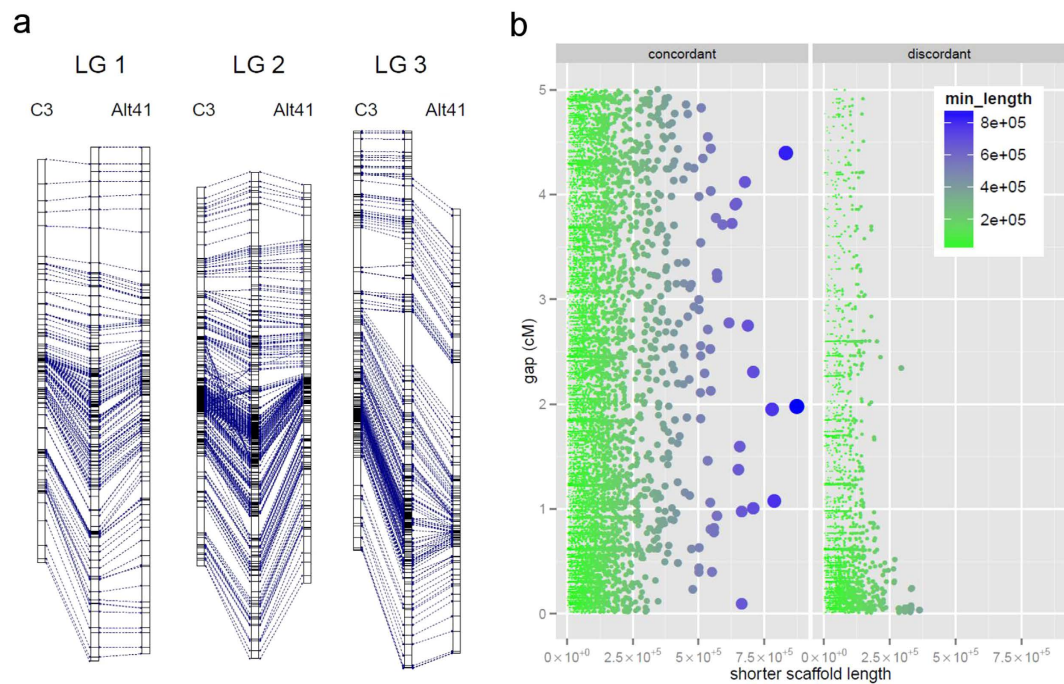 a
LG 1
LG 2
LG 3
C3
Alt41
C3
Alt41
C3
Alt41
b
concordant
discordant
min_length
8e+05
6e+05
4e+05
2e+05
gap (cM)
5
4
3
2
1
0
0×10⁺⁰
2.5×10⁺⁵
5×10⁺⁵
7.5×10⁺⁵
0×10⁺⁰
2.5×10⁺⁵
5×10⁺⁵
7.5×10⁺⁵
shorter scaffold length